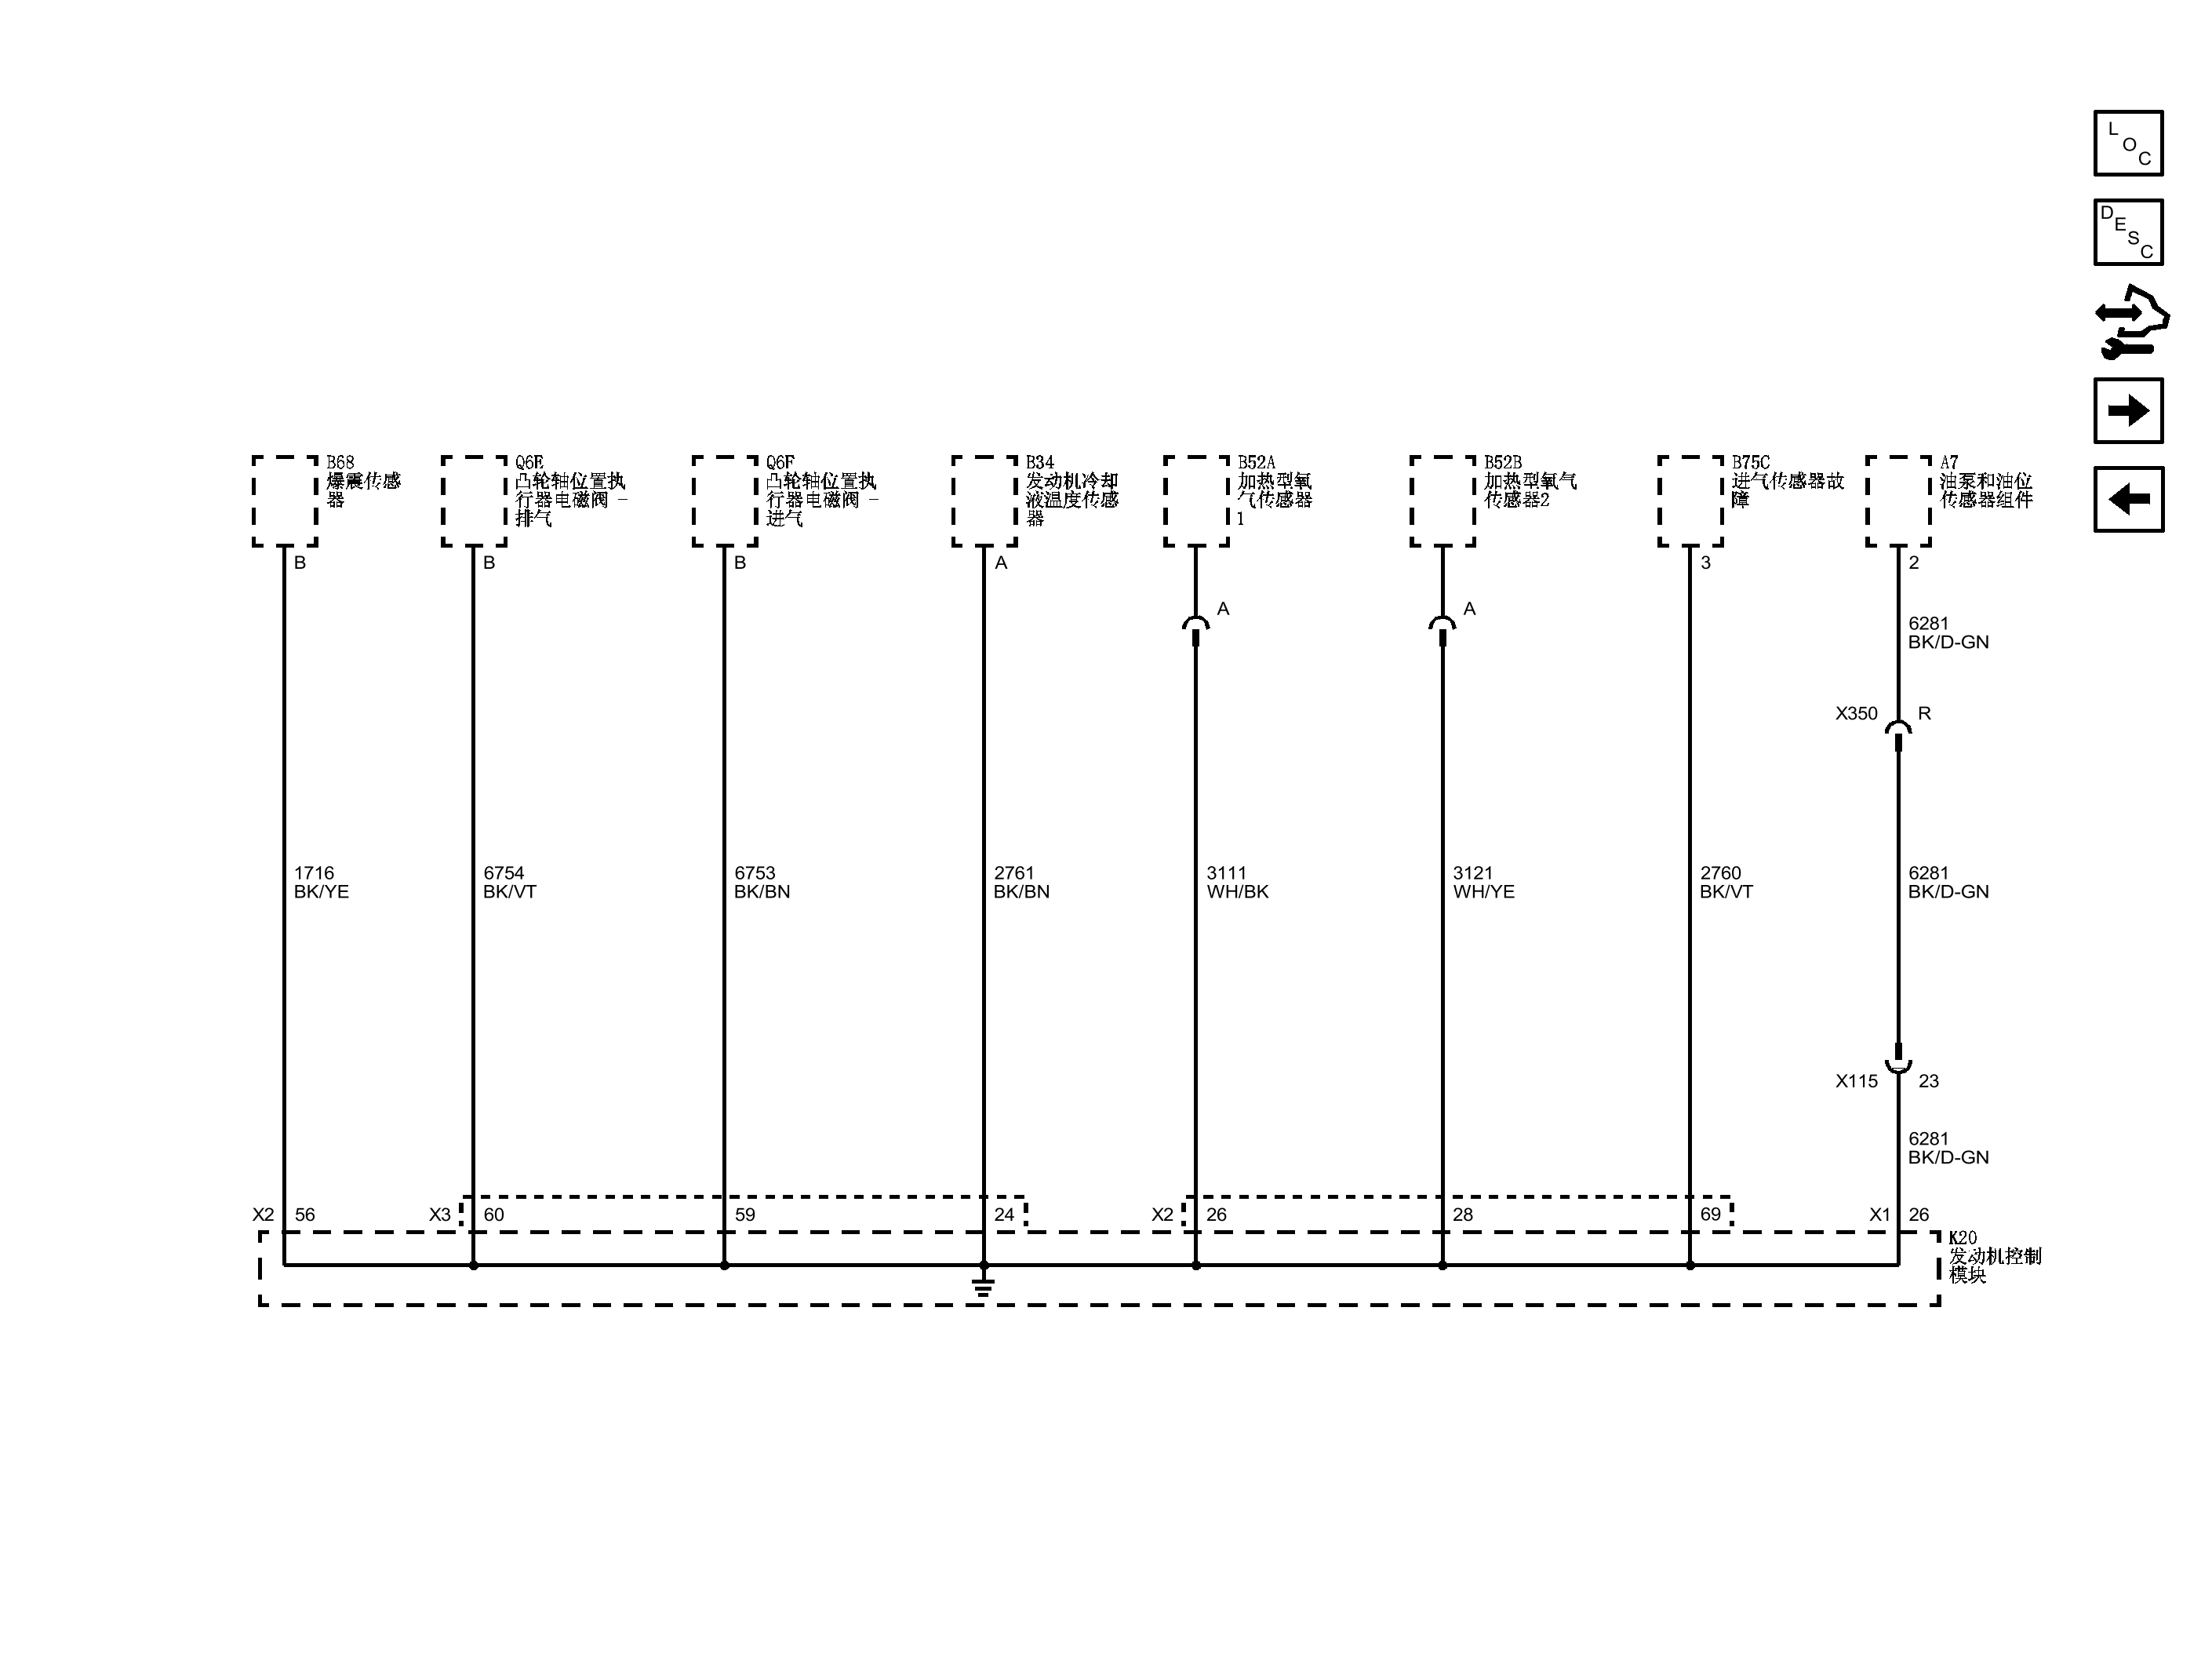 L
O
C
D
E
S
C
B68
爆震传感
器
Q6E
凸轮轴位置执
行器电磁阀 -
排气
Q6F
凸轮轴位置执
行器电磁阀 -
进气
B34
发动机冷却
液温度传感
器
B52A
加热型氧
气传感器
1
B52B
加热型氧气
传感器2
B75C
进气传感器故
障
A7
油泵和油位
传感器组件
B
B
B
A
3
2
A
A
6281
BK/D-GN
X350
R
1716
BK/YE
6754
BK/VT
6753
BK/BN
2761
BK/BN
3111
WH/BK
3121
WH/YE
2760
BK/VT
6281
BK/D-GN
X115
23
6281
BK/D-GN
X2
56
X3
60
59
24
X2
26
28
69
X1
26
K20
发动机控制
模块